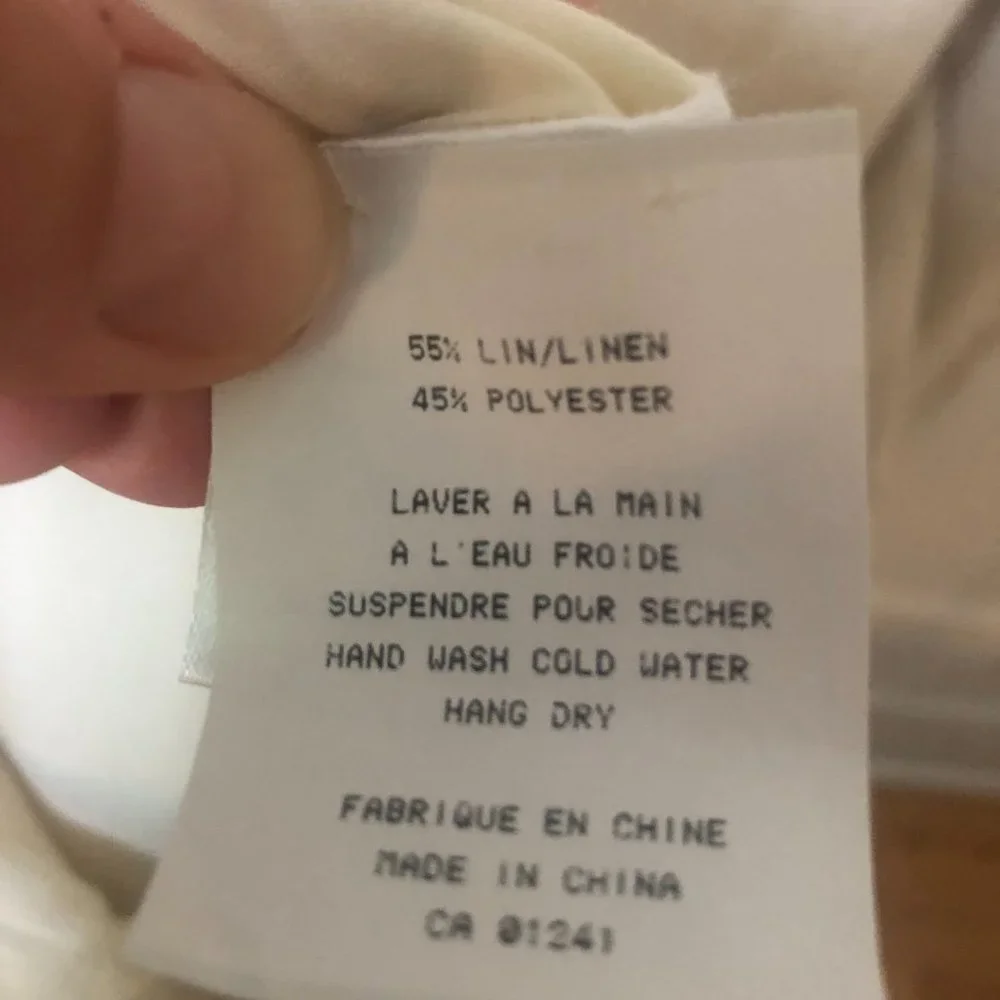 55% LIN/LINEN
45% POLYESTER
LAVER A LA MAIN
A L'EAU FROIDE
SUSPENDRE POUR SECHER
HAND WASH COLD WATER
HANG DRY
FABRIQUE EN CHINE
MADE IN CHINA
CA 01241